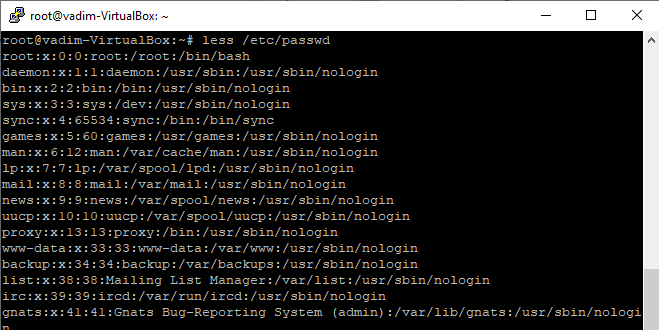 root@vadim-VirtualBox: ~
root@vadim-VirtualBox:~# less /etc/passwd
root:x:0:0:root:/root:/bin/bash
daemon:x:1:1:daemon:/usr/sbin:/usr/sbin/nologin
bin:x:2:2:bin:/bin:/usr/sbin/nologin
sys:x:3:3:sys:/dev:/usr/sbin/nologin
sync:x:4:65534:sync:/bin:/bin/sync
games:x:5:60:games:/usr/games:/usr/sbin/nologin
man:x:6:12:man:/var/cache/man:/usr/sbin/nologin
lp:x:7:7:lp:/var/spool/lpd:/usr/sbin/nologin
mail:x:8:8:mail:/var/mail:/usr/sbin/nologin
news:x:9:9:news:/var/spool/news:/usr/sbin/nologin
uucp:x:10:10:uucp:/var/spool/uucp:/usr/sbin/nologin
proxy:x:13:13:proxy:/bin:/usr/sbin/nologin
www-data:x:33:33:www-data:/var/www:/usr/sbin/nologin
backup:x:34:34:backup:/var/backups:/usr/sbin/nologin
list:x:38:38:Mailing List Manager:/var/list:/usr/sbin/nologin
irc:x:39:39:ircd:/var/run/ircd:/usr/sbin/nologin
gnats:x:41:41:Gnats Bug-Reporting System (admin):/var/lib/gnats:/usr/sbin/nologi
n